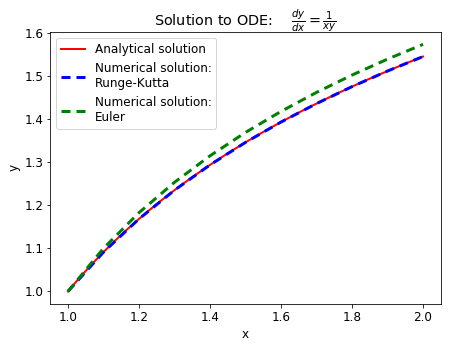 Solution to ODE: dy/dx = 1/xy
Analytical solution
Numerical solution:
Runge-Kutta
Numerical solution:
Euler
y
1.6
1.5
1.4
1.3
1.2
1.1
1.0
1.0 1.2 1.4 1.6 1.8 2.0
x